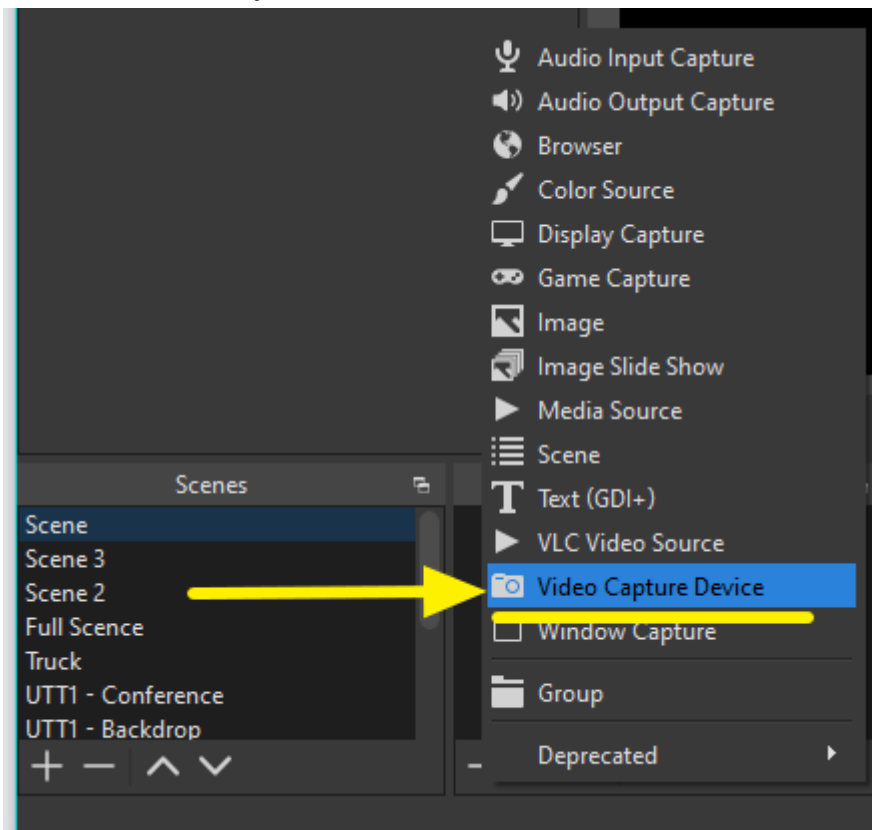 Audio Input Capture
Audio Output Capture
Browser
Color Source
Display Capture
Game Capture
Image
Image Slide Show
Media Source
Scene
Text (GDI+)
VLC Video Source
Video Capture Device
Window Capture
Group
Deprecated
Scenes
Scene
Scene 3
Scene 2
Full Scence
Truck
UTT1 - Conference
UTT1 - Backdrop